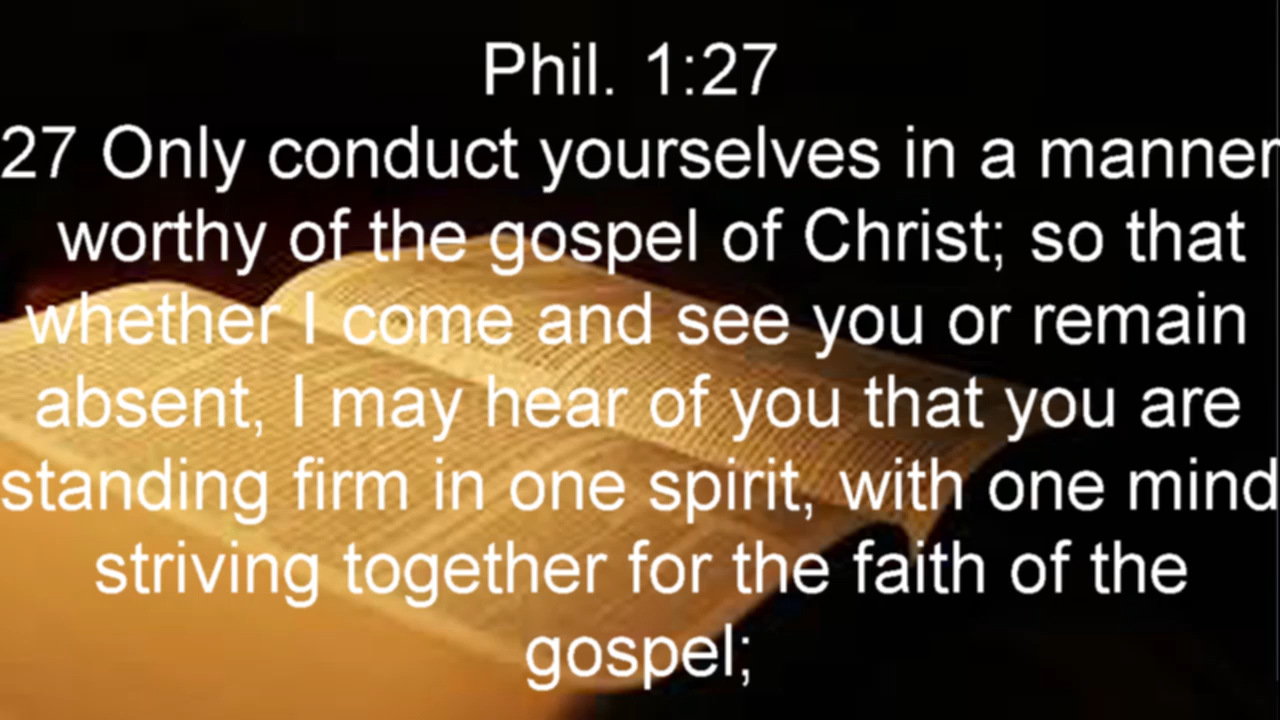 Phil. 1:27
27 Only conduct yourselves in a manner
worthy of the gospel of Christ; so that
whether I come and see you or remain
absent, I may hear of you that you are
standing firm in one spirit, with one mind
striving together for the faith of the
gospel;